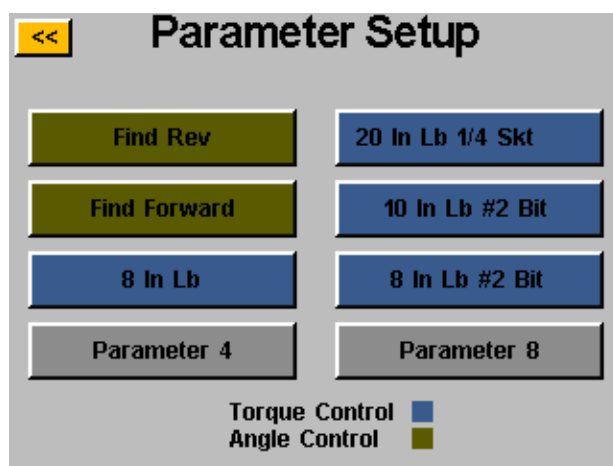 << Parameter Setup
Find Rev
20 In Lb 1/4 Skt
Find Forward
10 In Lb #2 Bit
8 In Lb
8 In Lb #2 Bit
Parameter 4
Parameter 8
Torque Control
Angle Control